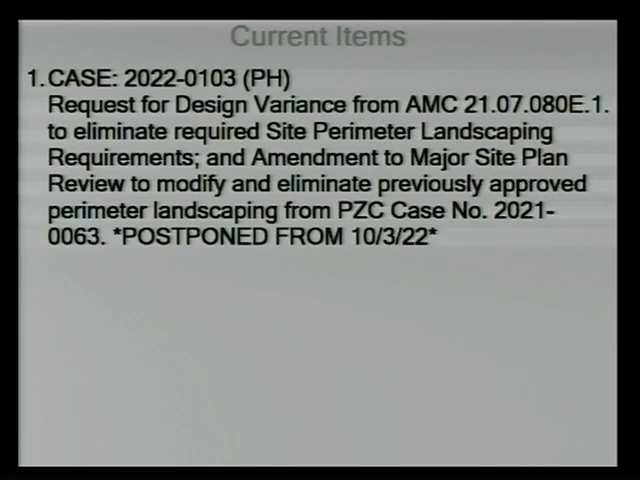 Current Items
1. CASE: 2022-0103 (PH)
Request for Design Variance from AMC 21.07.080E.1.
to eliminate required Site Perimeter Landscaping
Requirements; and Amendment to Major Site Plan
Review to modify and eliminate previously approved
perimeter landscaping from PZC Case No. 2021-
0063. *POSTPONED FROM 10/3/22*